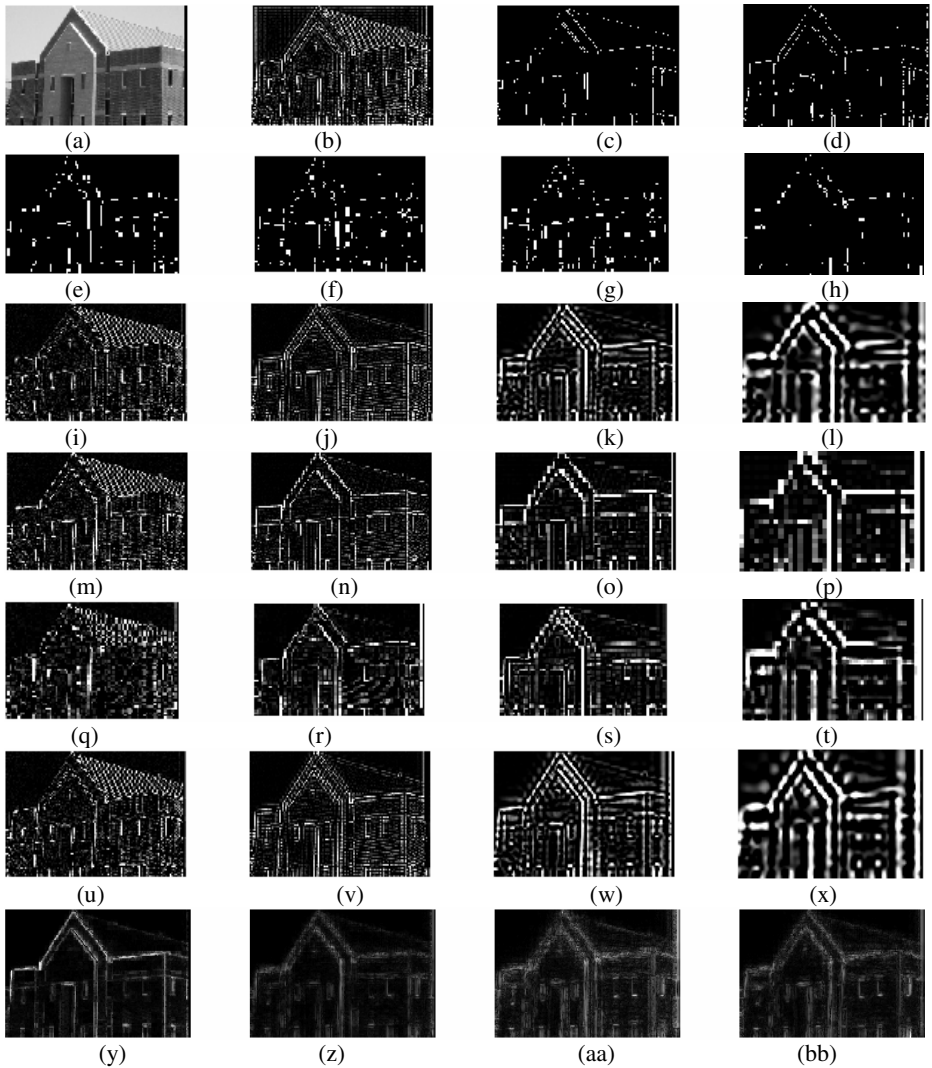 (a) (b) (c) (d)
(e) (f) (g) (h)
(i) (j) (k) (l)
(m) (n) (o) (p)
(q) (r) (s) (t)
(u) (v) (w) (x)
(y) (z) (aa) (bb)